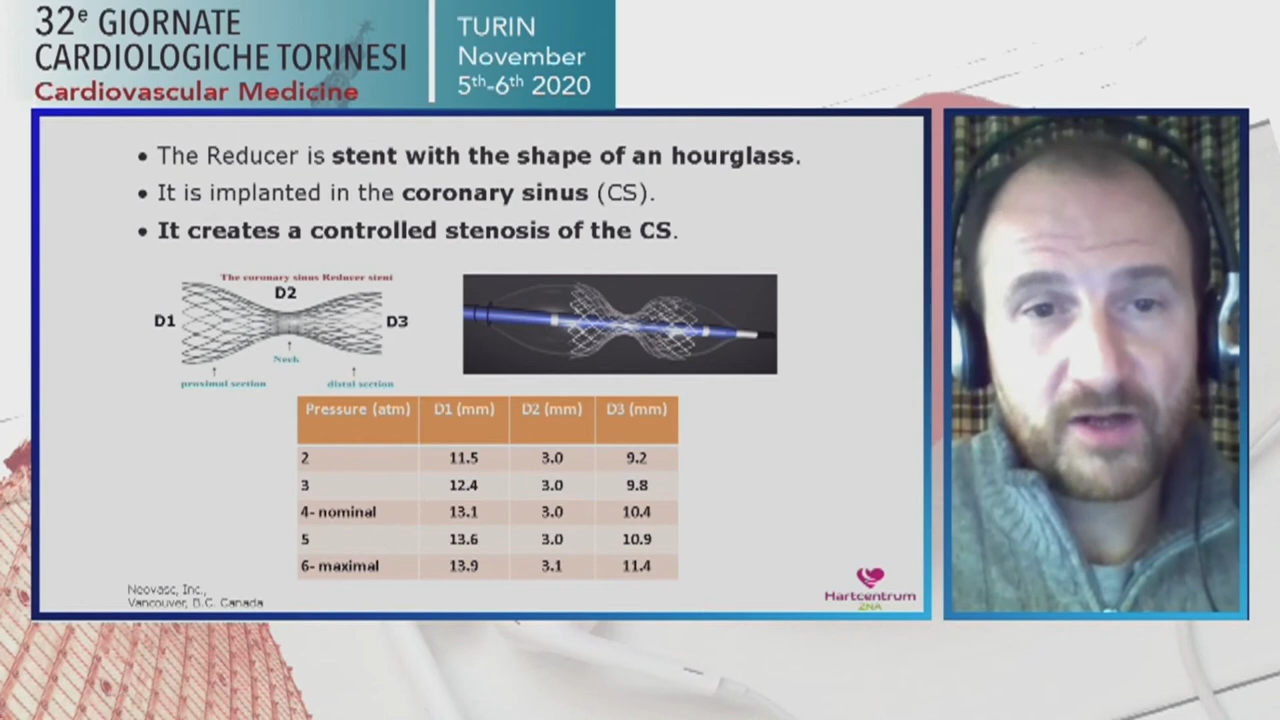 32e GIORNATE
CARDIOLOGICHE TORINESI
Cardiovascular Medicine
TURIN
November
5th-6th 2020
• The Reducer is stent with the shape of an hourglass.
• It is implanted in the coronary sinus (CS).
• It creates a controlled stenosis of the CS.
The coronary sinus Reducer stent
D2
D1
D3
Neck
proximal section
distal section
Pressure (atm) D1 (mm) D2 (mm) D3 (mm)
2 11.5 3.0 9.2
3 12.4 3.0 9.8
4- nominal 13.1 3.0 10.4
5 13.6 3.0 10.9
6- maximal 13.9 3.1 11.4
Neovasc, Inc.,
Vancouver, B.C. Canada
Hartcentrum
ZNA